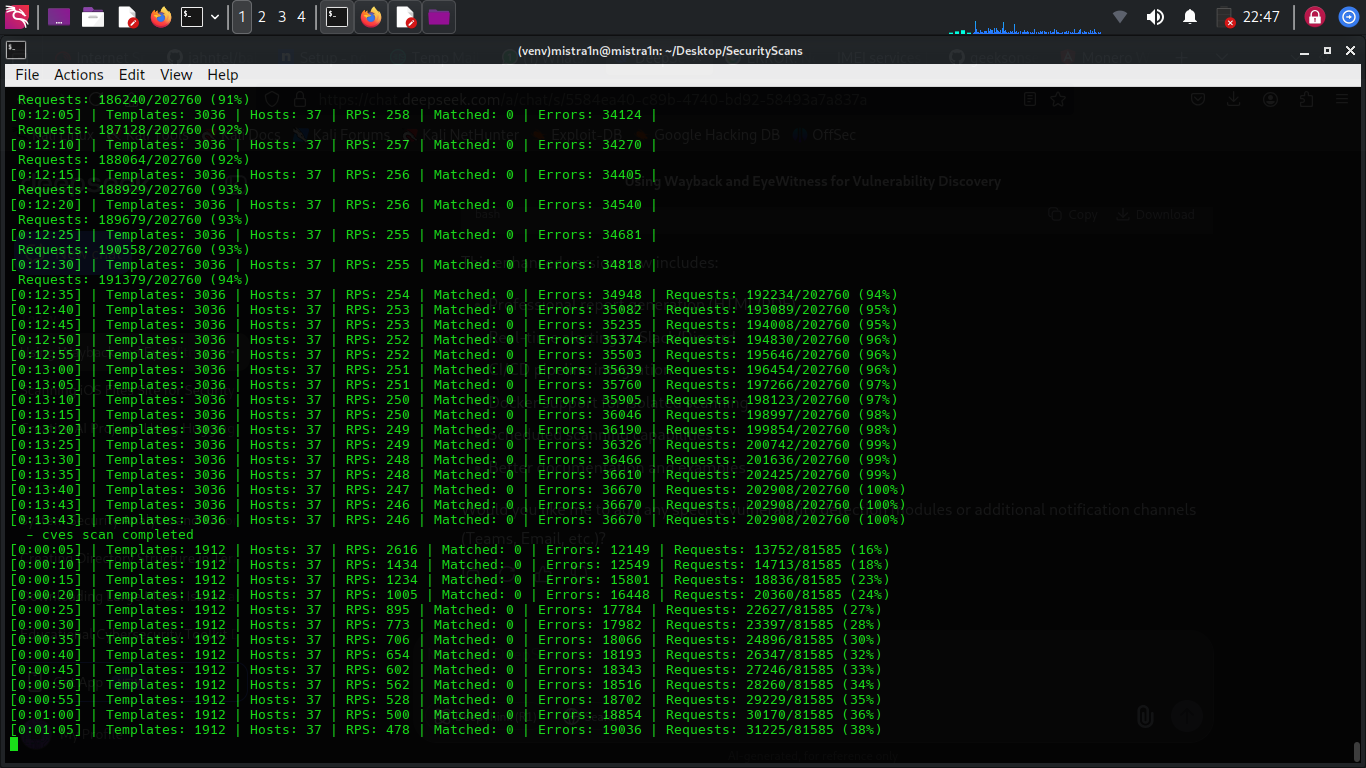 1 2 3 4
22:47
(venv)mistra1n@mistra1n: ~/Desktop/SecurityScans
File Actions Edit View Help
Requests: 186240/202760 (91%)
[0:12:05] | Templates: 3036 | Hosts: 37 | RPS: 258 | Matched: 0 | Errors: 34124 |
Requests: 187128/202760 (92%)
[0:12:10] | Templates: 3036 | Hosts: 37 | RPS: 257 | Matched: 0 | Errors: 34270 |
Requests: 188064/202760 (92%)
[0:12:15] | Templates: 3036 | Hosts: 37 | RPS: 256 | Matched: 0 | Errors: 34405 |
Requests: 188929/202760 (93%)
[0:12:20] | Templates: 3036 | Hosts: 37 | RPS: 256 | Matched: 0 | Errors: 34540 |
Requests: 189679/202760 (93%)
[0:12:25] | Templates: 3036 | Hosts: 37 | RPS: 255 | Matched: 0 | Errors: 34681 |
Requests: 190558/202760 (93%)
[0:12:30] | Templates: 3036 | Hosts: 37 | RPS: 255 | Matched: 0 | Errors: 34818 |
Requests: 191379/202760 (94%)
[0:12:35] | Templates: 3036 | Hosts: 37 | RPS: 254 | Matched: 0 | Errors: 34948 | Requests: 192234/202760 (94%)
[0:12:40] | Templates: 3036 | Hosts: 37 | RPS: 253 | Matched: 0 | Errors: 35082 | Requests: 193089/202760 (95%)
[0:12:45] | Templates: 3036 | Hosts: 37 | RPS: 253 | Matched: 0 | Errors: 35235 | Requests: 194008/202760 (95%)
[0:12:50] | Templates: 3036 | Hosts: 37 | RPS: 252 | Matched: 0 | Errors: 35374 | Requests: 194830/202760 (96%)
[0:12:55] | Templates: 3036 | Hosts: 37 | RPS: 252 | Matched: 0 | Errors: 35503 | Requests: 195646/202760 (96%)
[0:13:00] | Templates: 3036 | Hosts: 37 | RPS: 251 | Matched: 0 | Errors: 35639 | Requests: 196454/202760 (96%)
[0:13:05] | Templates: 3036 | Hosts: 37 | RPS: 251 | Matched: 0 | Errors: 35760 | Requests: 197266/202760 (97%)
[0:13:10] | Templates: 3036 | Hosts: 37 | RPS: 250 | Matched: 0 | Errors: 35905 | Requests: 198123/202760 (97%)
[0:13:15] | Templates: 3036 | Hosts: 37 | RPS: 250 | Matched: 0 | Errors: 36046 | Requests: 198997/202760 (98%)
[0:13:20] | Templates: 3036 | Hosts: 37 | RPS: 249 | Matched: 0 | Errors: 36190 | Requests: 199854/202760 (98%)
[0:13:25] | Templates: 3036 | Hosts: 37 | RPS: 249 | Matched: 0 | Errors: 36326 | Requests: 200742/202760 (99%)
[0:13:30] | Templates: 3036 | Hosts: 37 | RPS: 248 | Matched: 0 | Errors: 36466 | Requests: 201636/202760 (99%)
[0:13:35] | Templates: 3036 | Hosts: 37 | RPS: 248 | Matched: 0 | Errors: 36610 | Requests: 202425/202760 (99%)
[0:13:40] | Templates: 3036 | Hosts: 37 | RPS: 247 | Matched: 0 | Errors: 36670 | Requests: 202908/202760 (100%)
[0:13:43] | Templates: 3036 | Hosts: 37 | RPS: 246 | Matched: 0 | Errors: 36670 | Requests: 202908/202760 (100%)
[0:13:43] | Templates: 3036 | Hosts: 37 | RPS: 246 | Matched: 0 | Errors: 36670 | Requests: 202908/202760 (100%)
- cves scan completed
[0:00:05] | Templates: 1912 | Hosts: 37 | RPS: 2616 | Matched: 0 | Errors: 12149 | Requests: 13752/81585 (16%)
[0:00:10] | Templates: 1912 | Hosts: 37 | RPS: 1434 | Matched: 0 | Errors: 12549 | Requests: 14713/81585 (18%)
[0:00:15] | Templates: 1912 | Hosts: 37 | RPS: 1234 | Matched: 0 | Errors: 15801 | Requests: 18836/81585 (23%)
[0:00:20] | Templates: 1912 | Hosts: 37 | RPS: 1005 | Matched: 0 | Errors: 16448 | Requests: 20360/81585 (24%)
[0:00:25] | Templates: 1912 | Hosts: 37 | RPS: 895 | Matched: 0 | Errors: 17784 | Requests: 22627/81585 (27%)
[0:00:30] | Templates: 1912 | Hosts: 37 | RPS: 773 | Matched: 0 | Errors: 17982 | Requests: 23397/81585 (28%)
[0:00:35] | Templates: 1912 | Hosts: 37 | RPS: 706 | Matched: 0 | Errors: 18066 | Requests: 24896/81585 (30%)
[0:00:40] | Templates: 1912 | Hosts: 37 | RPS: 654 | Matched: 0 | Errors: 18193 | Requests: 26347/81585 (32%)
[0:00:45] | Templates: 1912 | Hosts: 37 | RPS: 602 | Matched: 0 | Errors: 18343 | Requests: 27246/81585 (33%)
[0:00:50] | Templates: 1912 | Hosts: 37 | RPS: 562 | Matched: 0 | Errors: 18516 | Requests: 28260/81585 (34%)
[0:00:55] | Templates: 1912 | Hosts: 37 | RPS: 528 | Matched: 0 | Errors: 18702 | Requests: 29229/81585 (35%)
[0:01:00] | Templates: 1912 | Hosts: 37 | RPS: 500 | Matched: 0 | Errors: 18854 | Requests: 30170/81585 (36%)
[0:01:05] | Templates: 1912 | Hosts: 37 | RPS: 478 | Matched: 0 | Errors: 19036 | Requests: 31225/81585 (38%)
Kali Forums Kali NetHunter Exploit-DB Google Hacking DB OffSec
Using Wayback and EyeWitness for Vulnerability Discovery
Copy Download
includes:
or additional notification channels
(Teams, Email, etc.)?